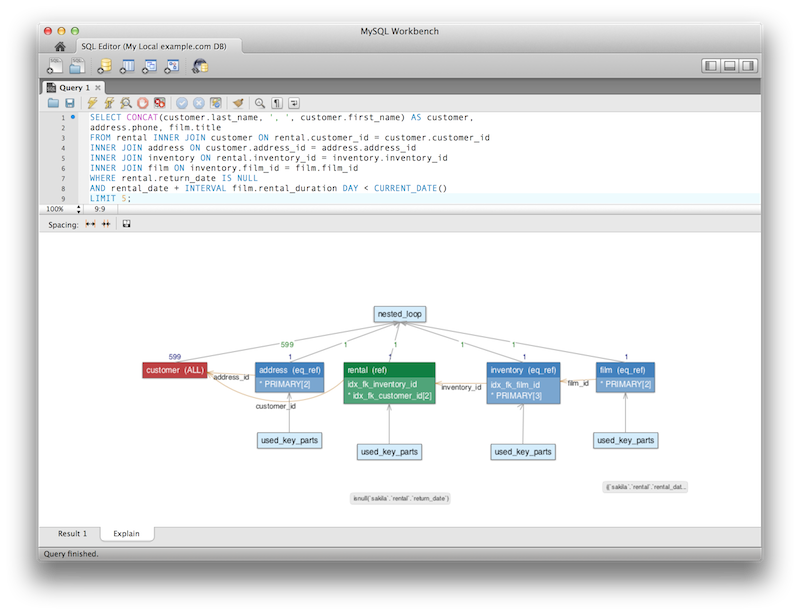 MySQL Workbench
SQL Editor (My Local example.com DB)
Query 1
1 SELECT CONCAT(customer.last_name, ', ', customer.first_name) AS customer,
2 address.phone, film.title
3 FROM rental INNER JOIN customer ON rental.customer_id = customer.customer_id
4 INNER JOIN address ON customer.address_id = address.address_id
5 INNER JOIN inventory ON rental.inventory_id = inventory.inventory_id
6 INNER JOIN film ON inventory.film_id = film.film_id
7 WHERE rental.return_date IS NULL
8 AND rental_date + INTERVAL film.rental_duration DAY < CURRENT_DATE()
9 LIMIT 5;
100% 9:9
Spacing:
nested_loop
599 1 1 1 1
599 1 1 1 1
customer (ALL) address (eq_ref) rental (ref) inventory (eq_ref) film (eq_ref)
address_id * PRIMARY[2] idx_fk_inventory_id inventory_id idx_fk_film_id film_id * PRIMARY[2]
* idx_fk_customer_id[2] * PRIMARY[3]
customer_id
used_key_parts used_key_parts used_key_parts used_key_parts
((`sakila`.`rental`.`rental_dat...
isnull(`sakila`.`rental`.`return_date`)
Result 1 Explain
Query finished.